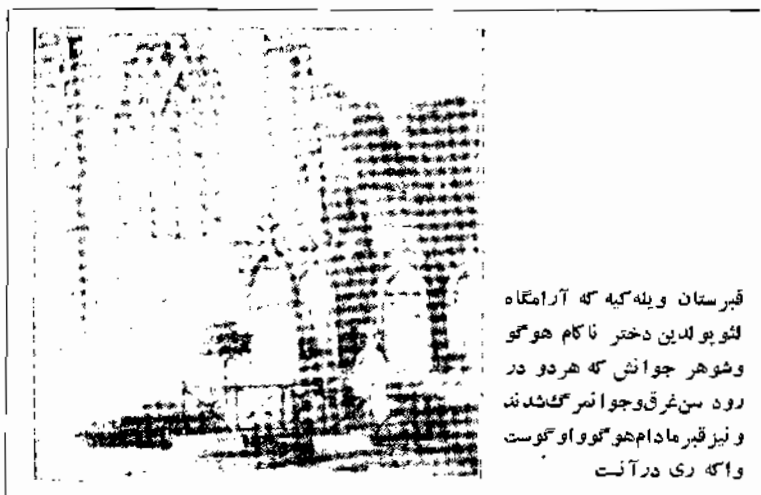 قبرستان ویله کیه که آرامگاه
لئوپولدین دختر ناکام هوگو
وشوهر جوانش که هردو در
رود سن غرق وجوانمرگ شدند
و نیز قبر مادام هوگو واوگوست
واکه ری درآنست